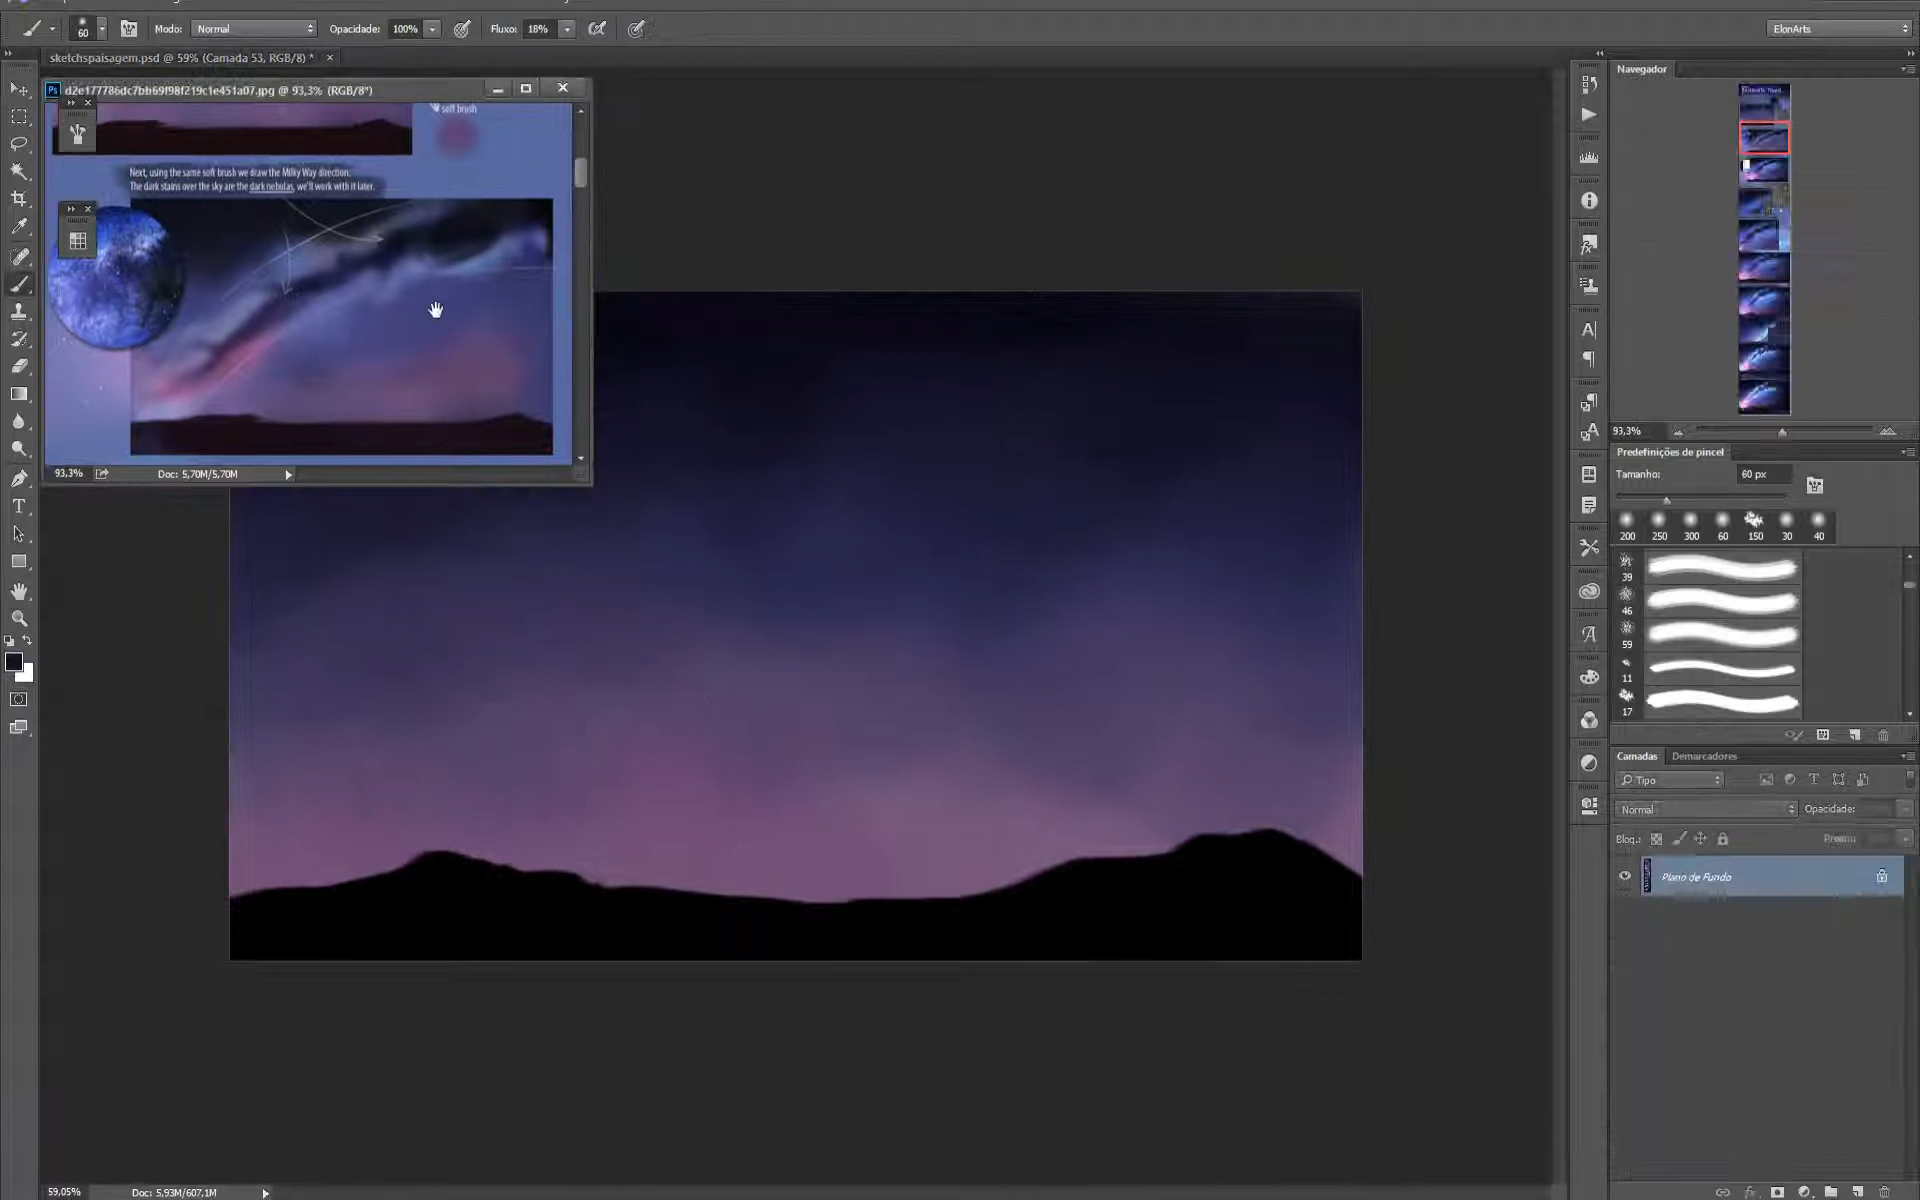 60
Modo:
Normal
Opacidade:
100%
Fluxo:
18%
ElonArts
sketchspaisagem.psd @ 59% (Camada 53, RGB/8) *
Ps
d2e177786dc7bb69f98f219c1e451a07.jpg @ 93,3% (RGB/8*)
soft brush
Next, using the same soft brush we draw the Milky Way direction.
The dark stains over the sky are the dark nebulas, we'll work with it later.
93,3%
Doc: 5,70M/5,70M
Navegador
93,3%
Predefinições de pincel
Tamanho:
60 px
200 250 300 60 150 30 40
39
46
59
11
17
Camadas
Demarcadores
Tipo
Normal
Opacidade:
Bloq.:
Plano de Fundo
59,05%
Doc: 5,93M/607,1M